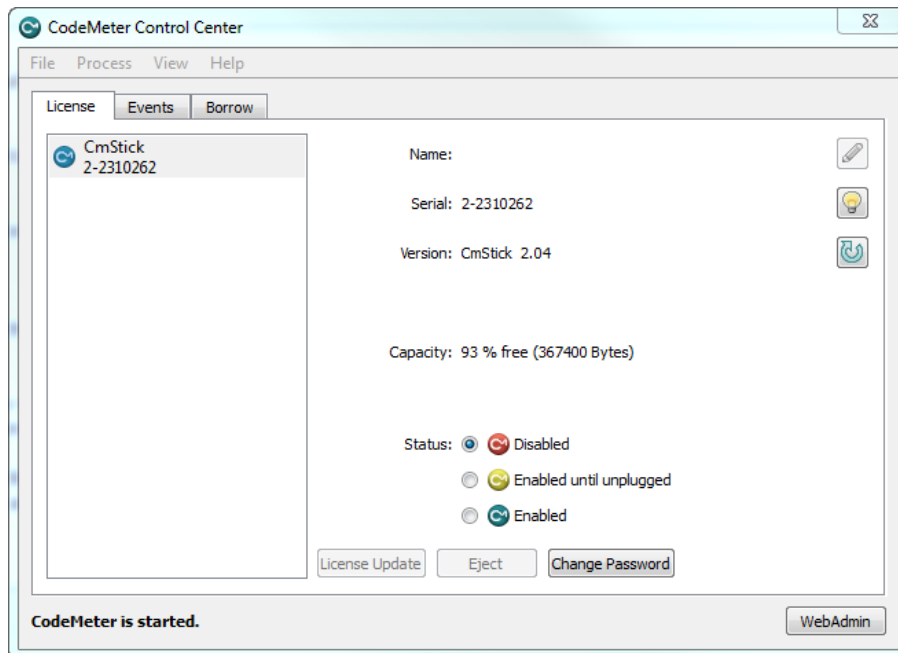 CodeMeter Control Center
File Process View Help
License Events Borrow
CmStick
2-2310262
Name:
Serial: 2-2310262
Version: CmStick 2.04
Capacity: 93 % free (367400 Bytes)
Status: Disabled
Enabled until unplugged
Enabled
License Update Eject Change Password
CodeMeter is started. WebAdmin